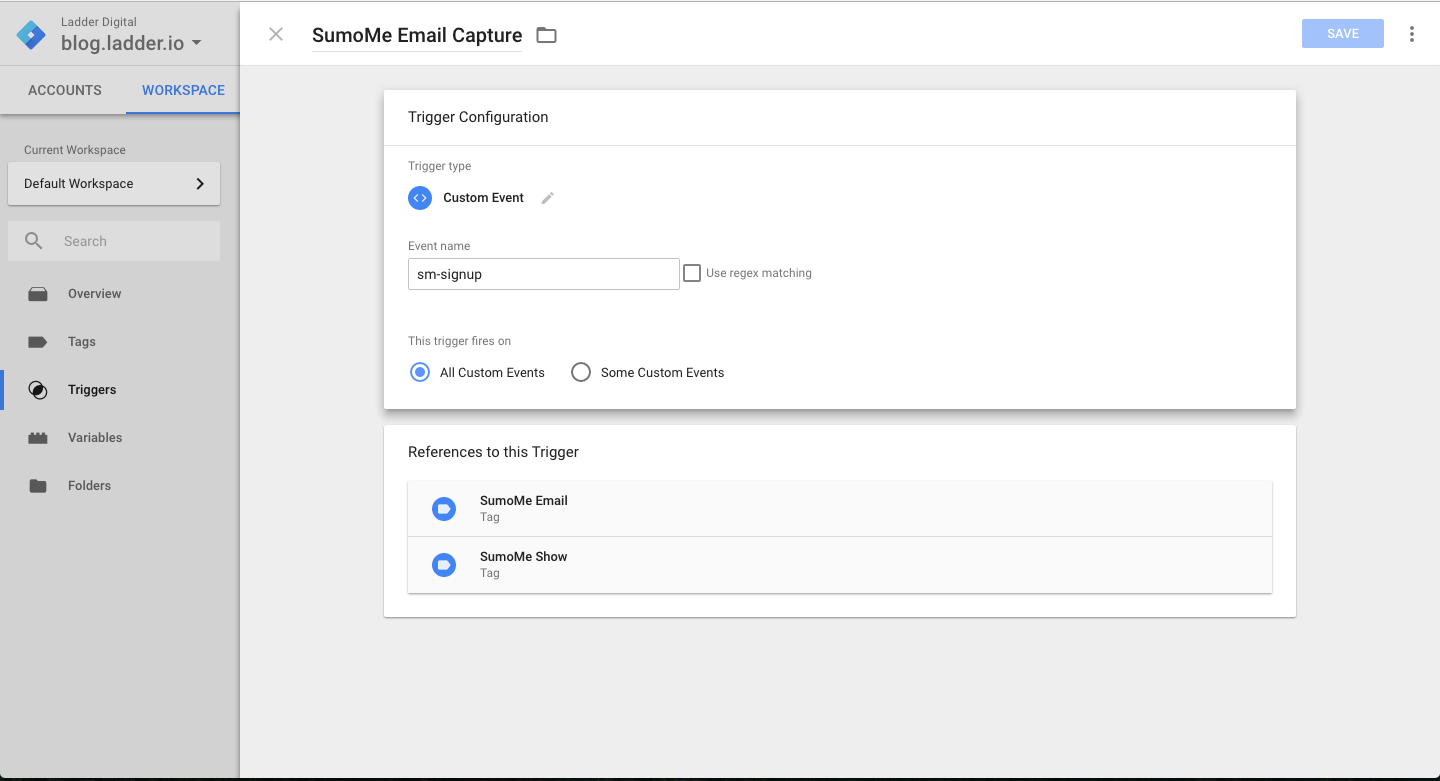 Ladder Digital
blog.ladder.io
SumoMe Email Capture
SAVE
ACCOUNTS
WORKSPACE
Current Workspace
Default Workspace
Search
Overview
Tags
Triggers
Variables
Folders
Trigger Configuration
Trigger type
Custom Event
Event name
sm-signup
Use regex matching
This trigger fires on
All Custom Events
Some Custom Events
References to this Trigger
SumoMe Email
Tag
SumoMe Show
Tag